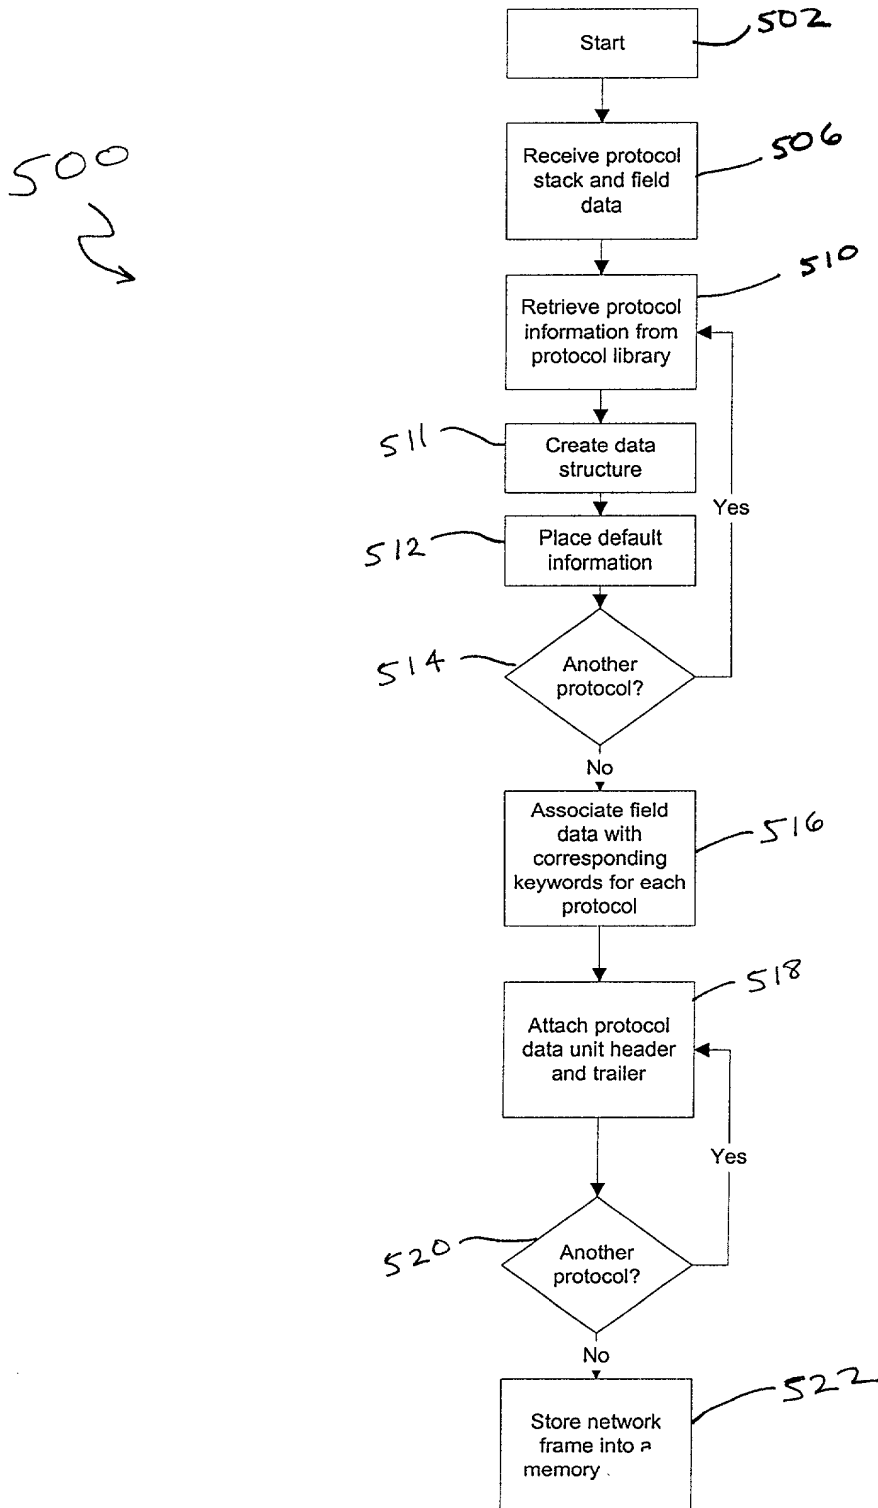 502
Start
506
Receive protocol
stack and field
data
500
510
Retrieve protocol
information from
protocol library
511
Create data
structure
Yes
512
Place default
information
514
Another
protocol?
No
Associate field
data with
corresponding
keywords for each
protocol
516
518
Attach protocol
data unit header
and trailer
Yes
520
Another
protocol?
No
522
Store network
frame into a
memory